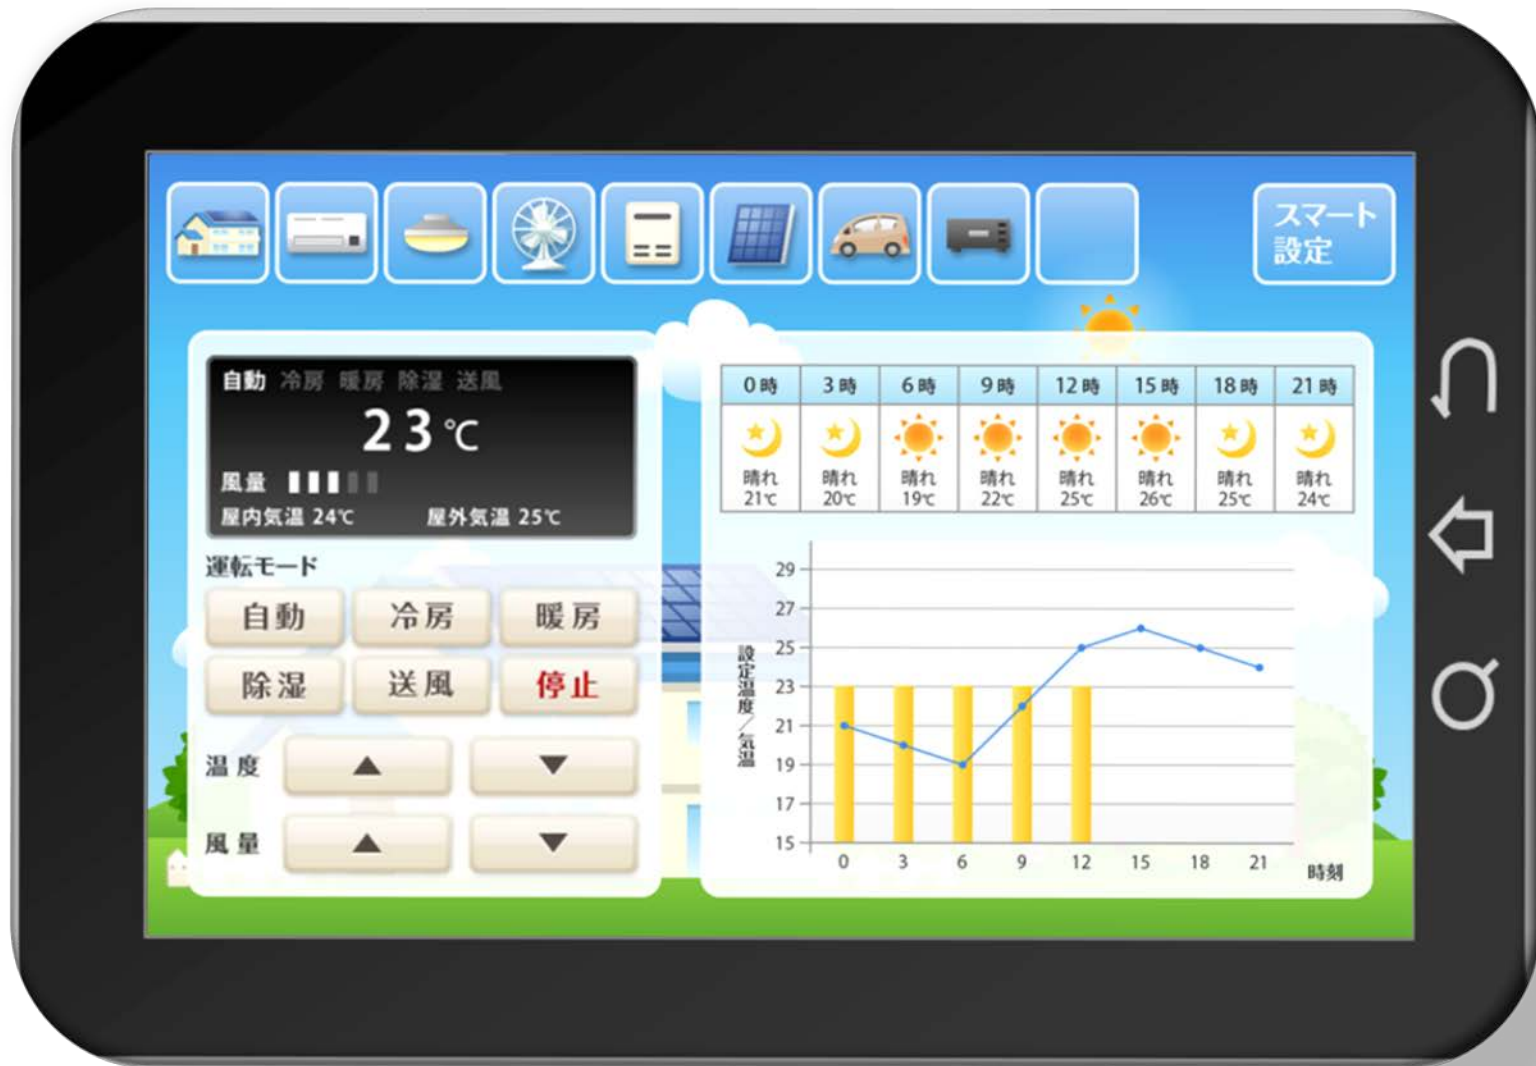 スマート
設定
自動 冷房 暖房 除湿 送風
23℃
風量
屋内気温 24℃ 屋外気温 25℃
運転モード
自動 冷房 暖房
除湿 送風 停止
温度 ▲ ▼
風量 ▲ ▼
0時 3時 6時 9時 12時 15時 18時 21時
晴れ 晴れ 晴れ 晴れ 晴れ 晴れ 晴れ 晴れ
21℃ 20℃ 19℃ 22℃ 25℃ 26℃ 25℃ 24℃
設定温度/気温
29
27
25
23
21
19
17
15
0 3 6 9 12 15 18 21
時刻